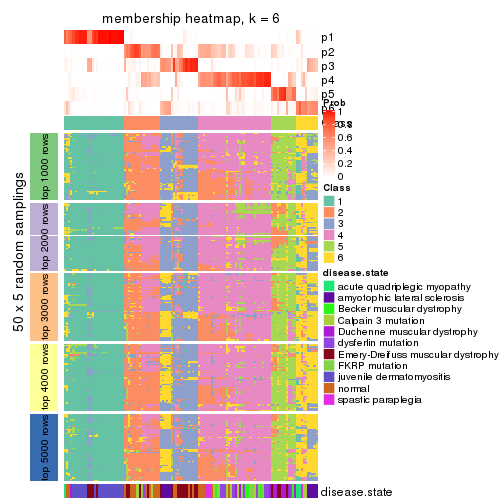 membership heatmap, k = 6
p1
p2
p3
p4
p5
Prob
1
0.8
0.6
0.4
0.2
0
Class
1
2
3
4
5
6
disease.state
acute quadriplegic myopathy
amyotophic lateral sclerosis
Becker muscular dystrophy
Calpain 3 mutation
Duchenne muscular dystrophy
dysferlin mutation
Emery-Dreifuss muscular dystrophy
FKRP mutation
juvenile dermatomyositis
normal
spastic paraplegia
50 x 5 random samplings
top 1000 rows
top 2000 rows
top 3000 rows
top 4000 rows
top 5000 rows
disease.state